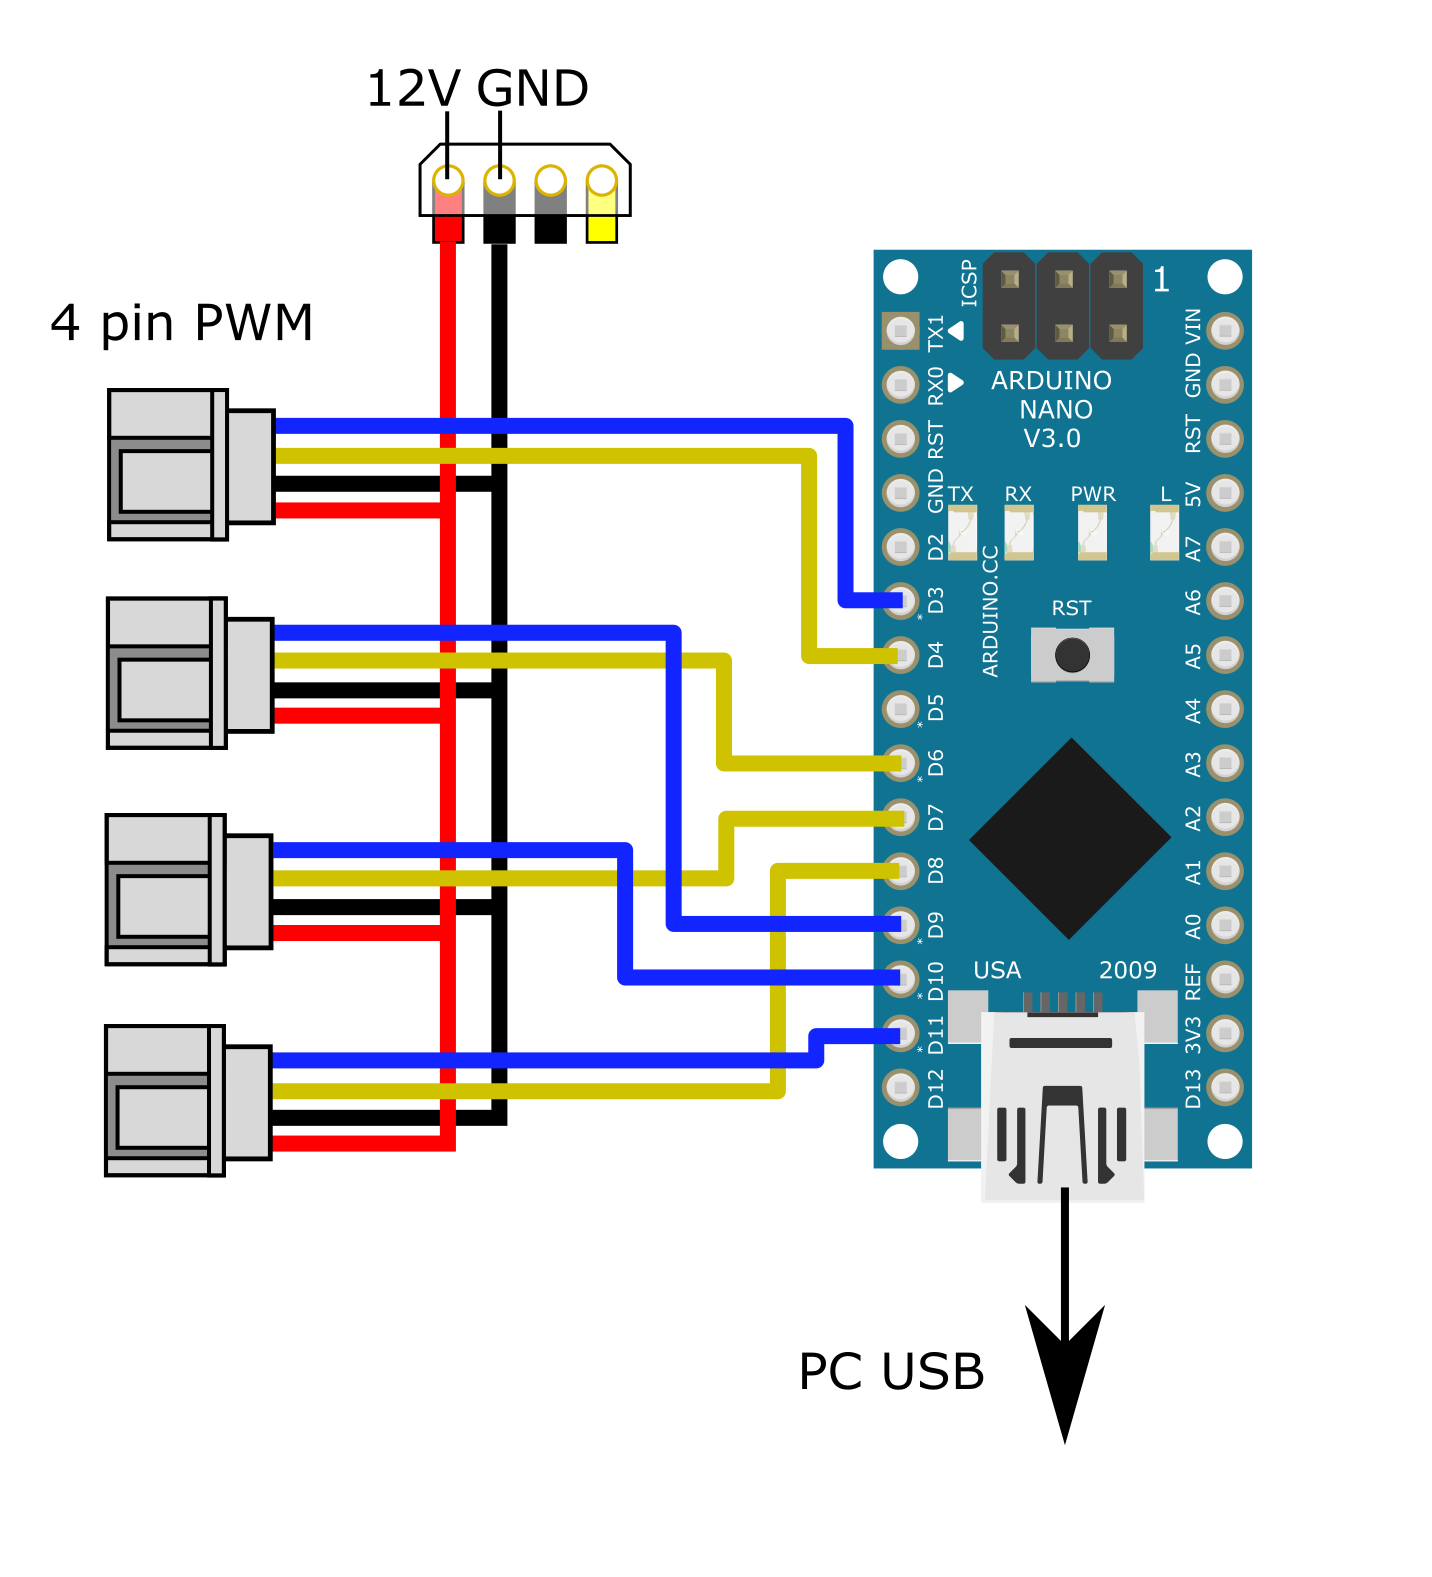 12V GND
4 pin PWM
ICSP
1
TX1
RX0
RST
GND
D2
D3
*
D4
D5
*
D6
*
D7
D8
D9
*
D10
*
D11
*
D12
ARDUINO
NANO
V3.0
TX RX PWR L
ARDUINO.CC
RST
USA 2009
VIN
GND
RST
5V
A7
A6
A5
A4
A3
A2
A1
A0
REF
3V3
D13
PC USB